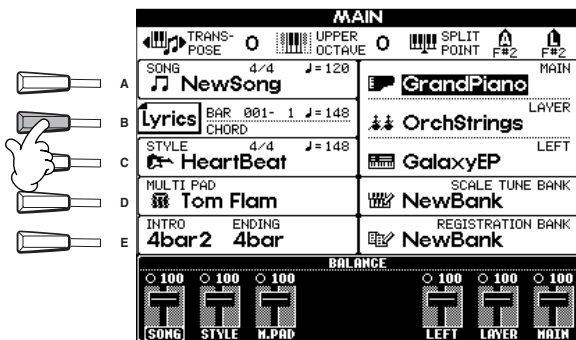 MAIN
TRANS-POSE 0 UPPER OCTAVE 0 SPLIT POINT A F#2 L F#2
A SONG 4/4 ♩=120 NewSong
MAIN GrandPiano
B Lyrics BAR 001- 1 ♩=148 CHORD
LAYER OrchStrings
C STYLE 4/4 ♩=148 HeartBeat
LEFT GalaxyEP
D MULTI PAD Tom Flam
SCALE TUNE BANK NewBank
E INTRO 4bar2 ENDING 4bar
REGISTRATION BANK NewBank
BALANCE
100 100 100 100 100 100
SONG STYLE M.PAD LEFT LAYER MAIN